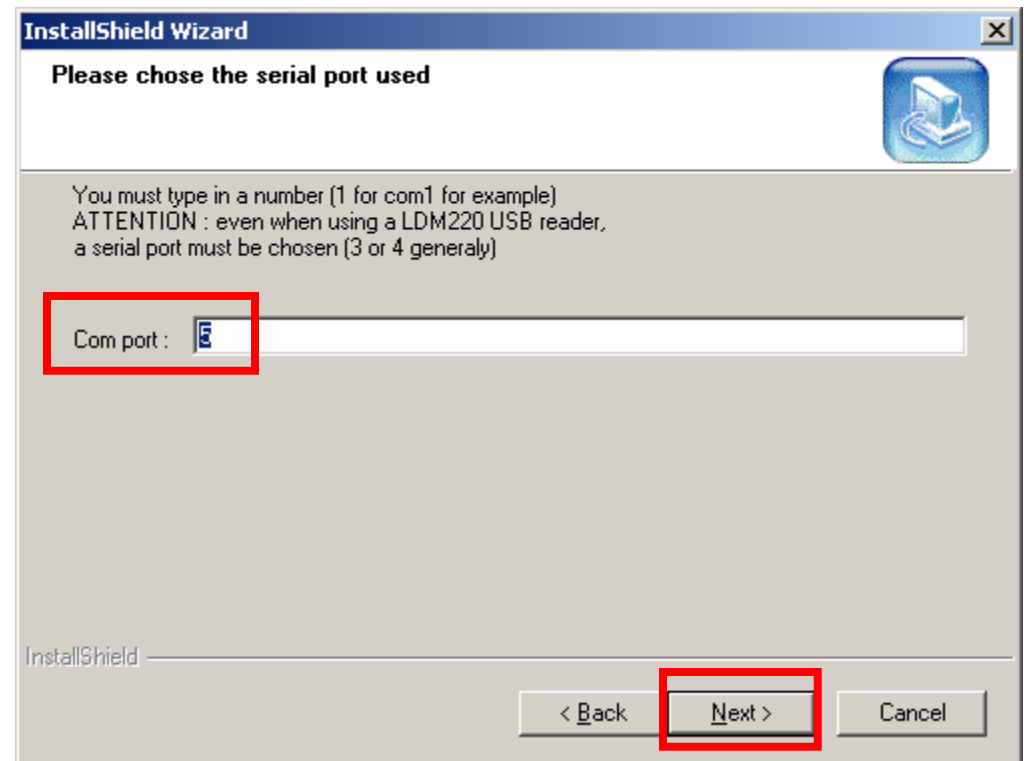 InstallShield Wizard
Please chose the serial port used
You must type in a number (1 for com1 for example)
ATTENTION : even when using a LDM220 USB reader,
a serial port must be chosen (3 or 4 generaly)
Com port : 5
InstallShield
< Back Next > Cancel